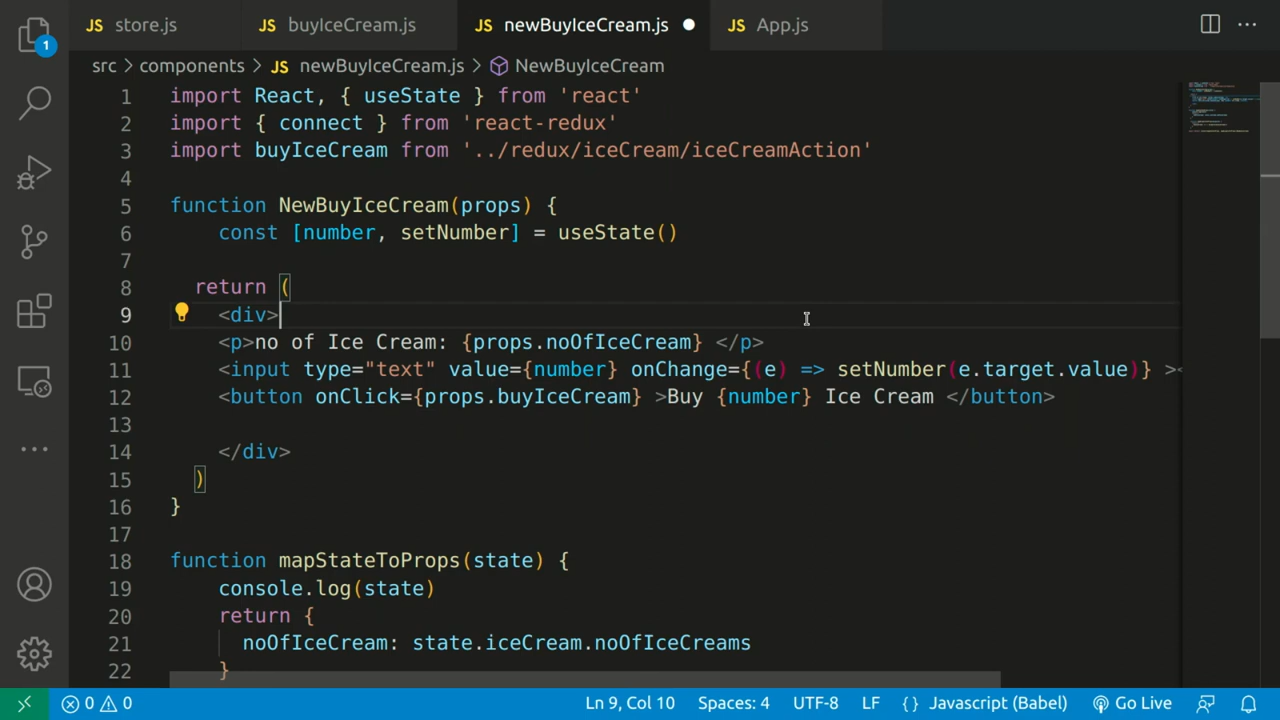 JS store.js JS buyIceCream.js JS newBuyIceCream.js JS App.js
1
src > components > JS newBuyIceCream.js > NewBuyIceCream
1 import React, { useState } from 'react'
2 import { connect } from 'react-redux'
3 import buyIceCream from '../redux/iceCream/iceCreamAction'
4
5 function NewBuyIceCream(props) {
6 const [number, setNumber] = useState()
7
8 return (
9 <div>
10 <p>no of Ice Cream: {props.noOfIceCream} </p>
11 <input type="text" value={number} onChange={(e) => setNumber(e.target.value)} ><
12 <button onClick={props.buyIceCream} >Buy {number} Ice Cream </button>
13
14 </div>
15 )
16 }
17
18 function mapStateToProps(state) {
19 console.log(state)
20 return {
21 noOfIceCream: state.iceCream.noOfIceCreams
22 }
0 0 Ln 9, Col 10 Spaces: 4 UTF-8 LF {} Javascript (Babel) Go Live